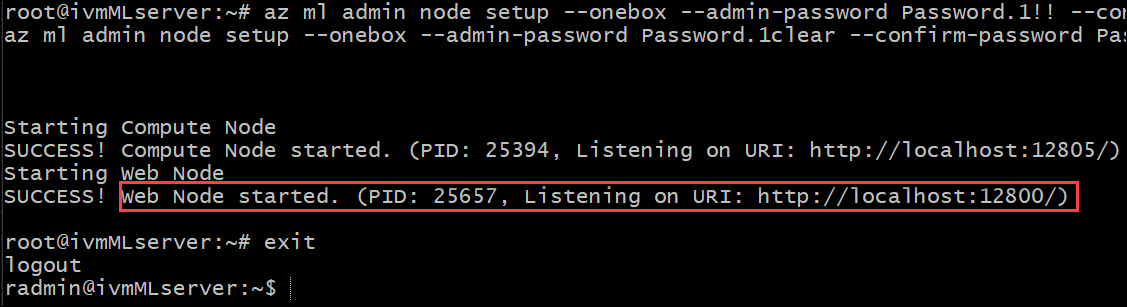 root@ivmMLserver:~# az ml admin node setup --onebox --admin-password Password.1!! --con
az ml admin node setup --onebox --admin-password Password.1clear --confirm-password Pas
Starting Compute Node
SUCCESS! Compute Node started. (PID: 25394, Listening on URI: http://localhost:12805/)
Starting Web Node
SUCCESS! Web Node started. (PID: 25657, Listening on URI: http://localhost:12800/)
root@ivmMLserver:~# exit
logout
radmin@ivmMLserver:~$